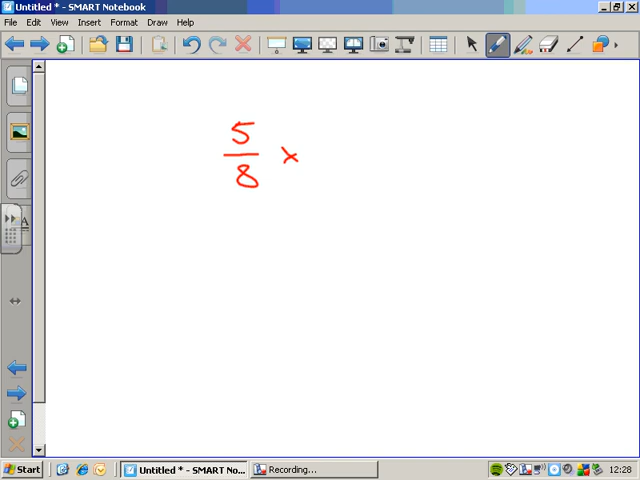 Untitled * - SMART Notebook
File Edit View Insert Format Draw Help
5
8
×
A
Start
Untitled * - SMART No...
Recording...
12:28